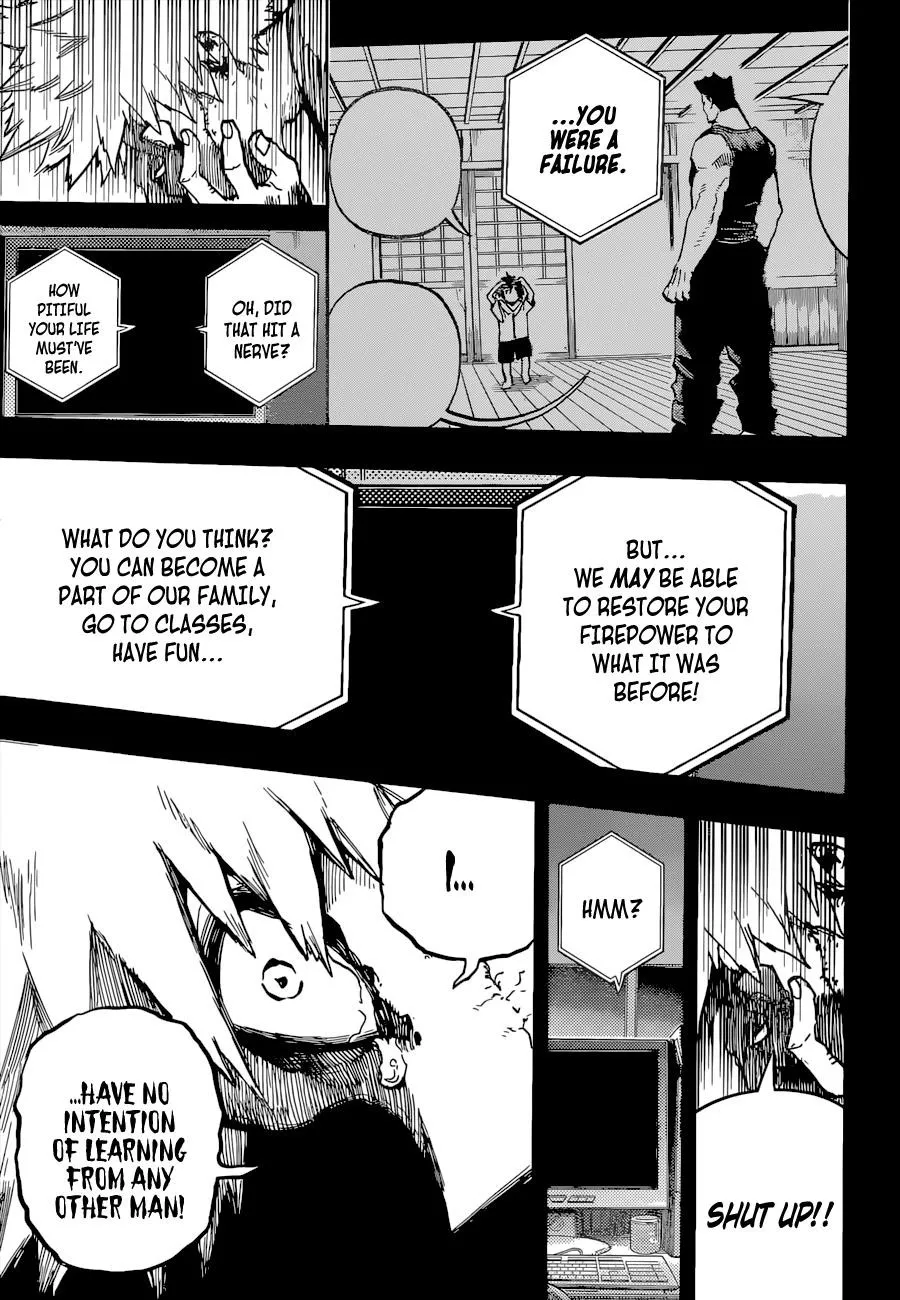 ...YOU
WERE A
FAILURE.
OH, DID
THAT HIT A
NERVE?
HOW
PITIFUL
YOUR LIFE
MUST'VE
BEEN.
BUT...
WE MAY BE ABLE
TO RESTORE YOUR
FIREPOWER TO
WHAT IT WAS
BEFORE!
WHAT DO YOU THINK?
YOU CAN BECOME A
PART OF OUR FAMILY,
GO TO CLASSES,
HAVE FUN...
SHUT UP!!
HMM?
I...
...HAVE NO
INTENTION
OF LEARNING
FROM ANY
OTHER MAN!